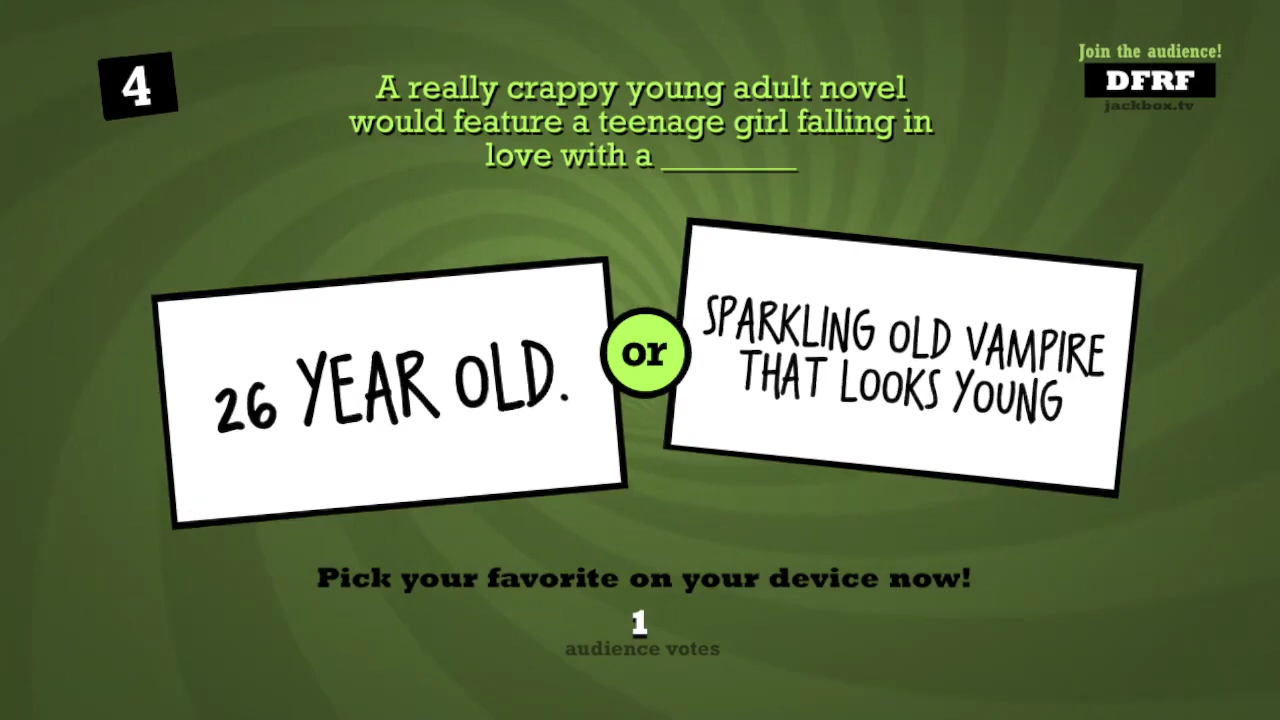 4
A really crappy young adult novel
would feature a teenage girl falling in
love with a ________
Join the audience!
DFRF
jackbox.tv
26 YEAR OLD.
or
SPARKLING OLD VAMPIRE
THAT LOOKS YOUNG
Pick your favorite on your device now!
1
audience votes